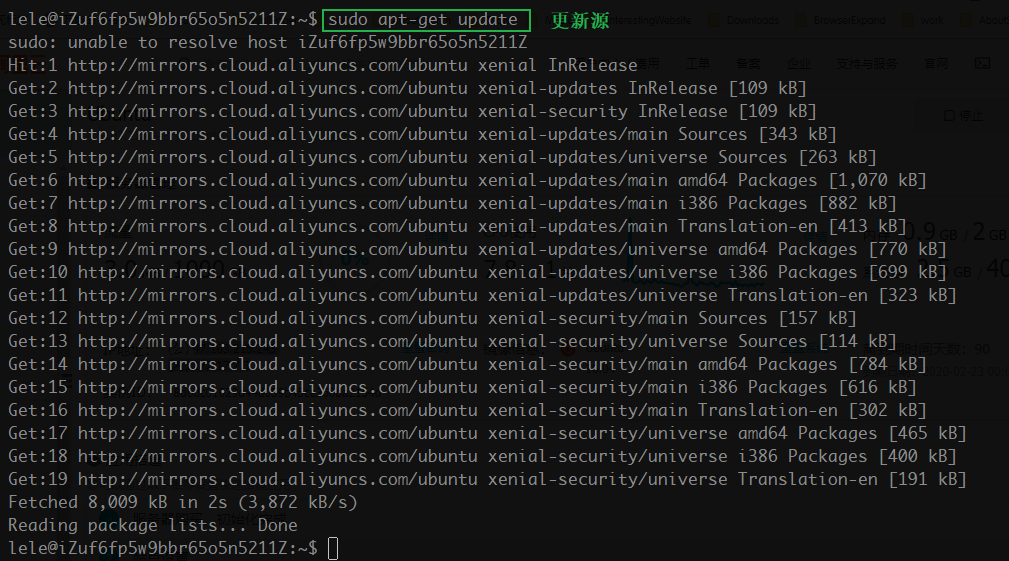 lele@iZuf6fp5w9bbr65o5n5211Z:~$ sudo apt-get update 更新源
sudo: unable to resolve host iZuf6fp5w9bbr65o5n5211Z
Hit:1 http://mirrors.cloud.aliyuncs.com/ubuntu xenial InRelease
Get:2 http://mirrors.cloud.aliyuncs.com/ubuntu xenial-updates InRelease [109 kB]
Get:3 http://mirrors.cloud.aliyuncs.com/ubuntu xenial-security InRelease [109 kB]
Get:4 http://mirrors.cloud.aliyuncs.com/ubuntu xenial-updates/main Sources [343 kB]
Get:5 http://mirrors.cloud.aliyuncs.com/ubuntu xenial-updates/universe Sources [263 kB]
Get:6 http://mirrors.cloud.aliyuncs.com/ubuntu xenial-updates/main amd64 Packages [1,070 kB]
Get:7 http://mirrors.cloud.aliyuncs.com/ubuntu xenial-updates/main i386 Packages [882 kB]
Get:8 http://mirrors.cloud.aliyuncs.com/ubuntu xenial-updates/main Translation-en [413 kB]
Get:9 http://mirrors.cloud.aliyuncs.com/ubuntu xenial-updates/universe amd64 Packages [770 kB]
Get:10 http://mirrors.cloud.aliyuncs.com/ubuntu xenial-updates/universe i386 Packages [699 kB]
Get:11 http://mirrors.cloud.aliyuncs.com/ubuntu xenial-updates/universe Translation-en [323 kB]
Get:12 http://mirrors.cloud.aliyuncs.com/ubuntu xenial-security/main Sources [157 kB]
Get:13 http://mirrors.cloud.aliyuncs.com/ubuntu xenial-security/universe Sources [114 kB]
Get:14 http://mirrors.cloud.aliyuncs.com/ubuntu xenial-security/main amd64 Packages [784 kB]
Get:15 http://mirrors.cloud.aliyuncs.com/ubuntu xenial-security/main i386 Packages [616 kB]
Get:16 http://mirrors.cloud.aliyuncs.com/ubuntu xenial-security/main Translation-en [302 kB]
Get:17 http://mirrors.cloud.aliyuncs.com/ubuntu xenial-security/universe amd64 Packages [465 kB]
Get:18 http://mirrors.cloud.aliyuncs.com/ubuntu xenial-security/universe i386 Packages [400 kB]
Get:19 http://mirrors.cloud.aliyuncs.com/ubuntu xenial-security/universe Translation-en [191 kB]
Fetched 8,009 kB in 2s (3,872 kB/s)
Reading package lists... Done
lele@iZuf6fp5w9bbr65o5n5211Z:~$